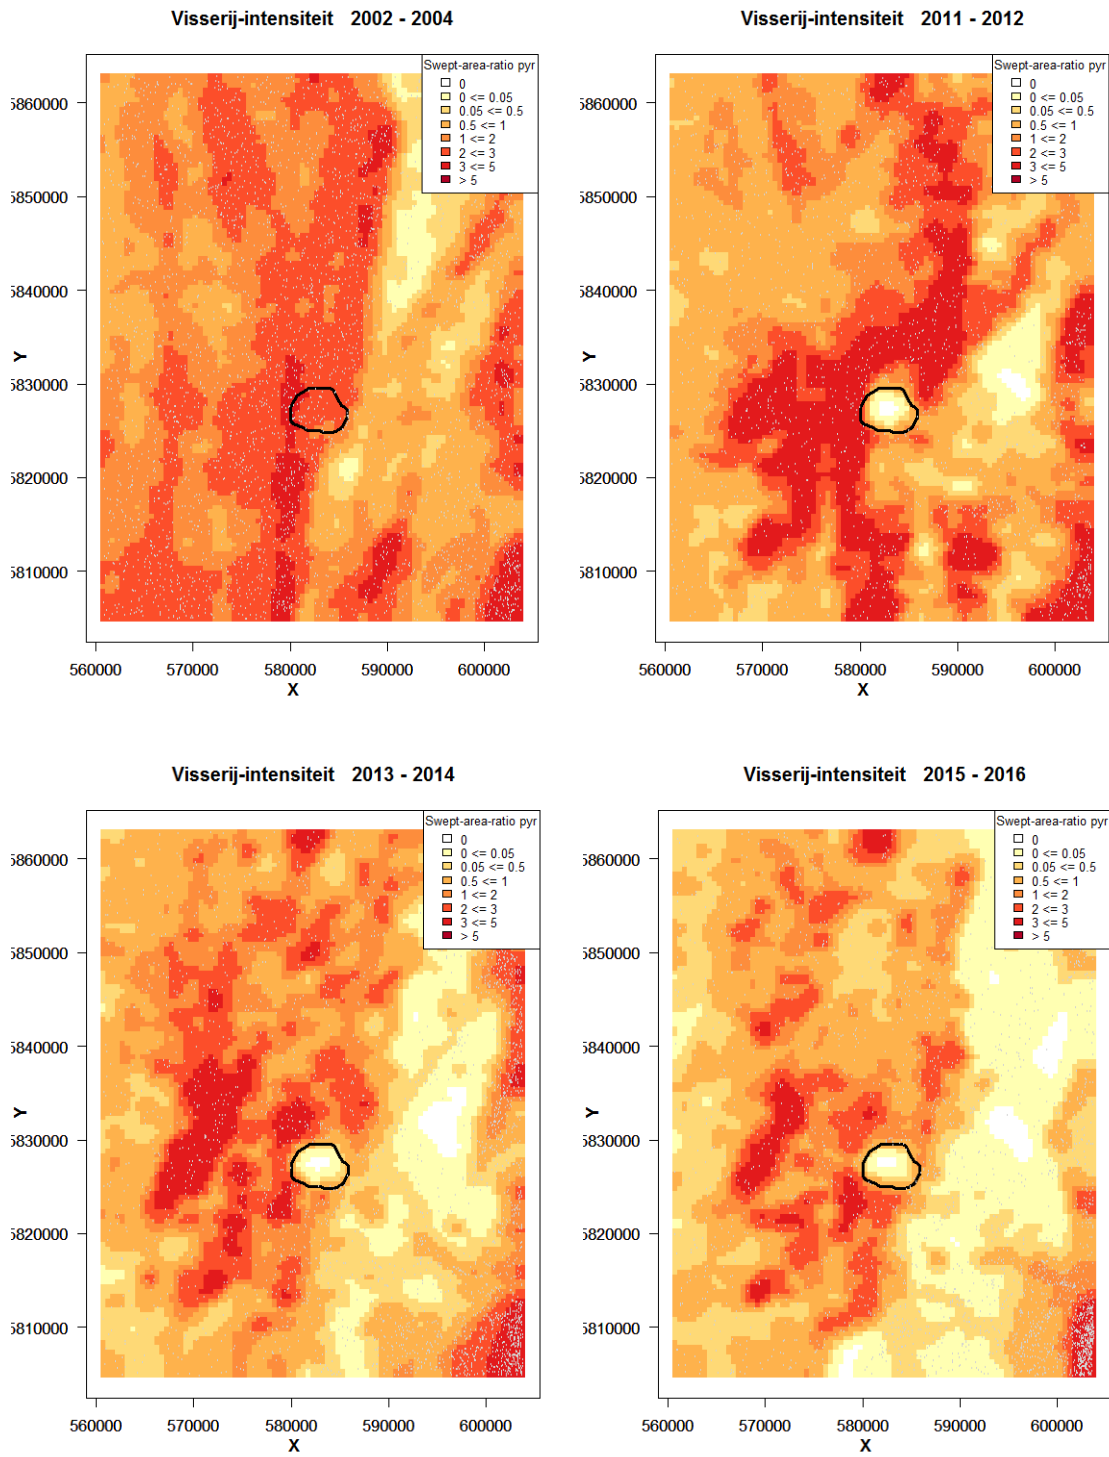 Visserij-intensiteit 2002 - 2004
Swept-area-ratio pyr
0
0 <= 0.05
0.05 <= 0.5
0.5 <= 1
1 <= 2
2 <= 3
3 <= 5
> 5
5860000
5850000
5840000
5830000
5820000
5810000
Y
560000 570000 580000 590000 600000
X
Visserij-intensiteit 2011 - 2012
Swept-area-ratio pyr
0
0 <= 0.05
0.05 <= 0.5
0.5 <= 1
1 <= 2
2 <= 3
3 <= 5
> 5
5860000
5850000
5840000
5830000
5820000
5810000
Y
560000 570000 580000 590000 600000
X
Visserij-intensiteit 2013 - 2014
Swept-area-ratio pyr
0
0 <= 0.05
0.05 <= 0.5
0.5 <= 1
1 <= 2
2 <= 3
3 <= 5
> 5
5860000
5850000
5840000
5830000
5820000
5810000
Y
560000 570000 580000 590000 600000
X
Visserij-intensiteit 2015 - 2016
Swept-area-ratio pyr
0
0 <= 0.05
0.05 <= 0.5
0.5 <= 1
1 <= 2
2 <= 3
3 <= 5
> 5
5860000
5850000
5840000
5830000
5820000
5810000
Y
560000 570000 580000 590000 600000
X